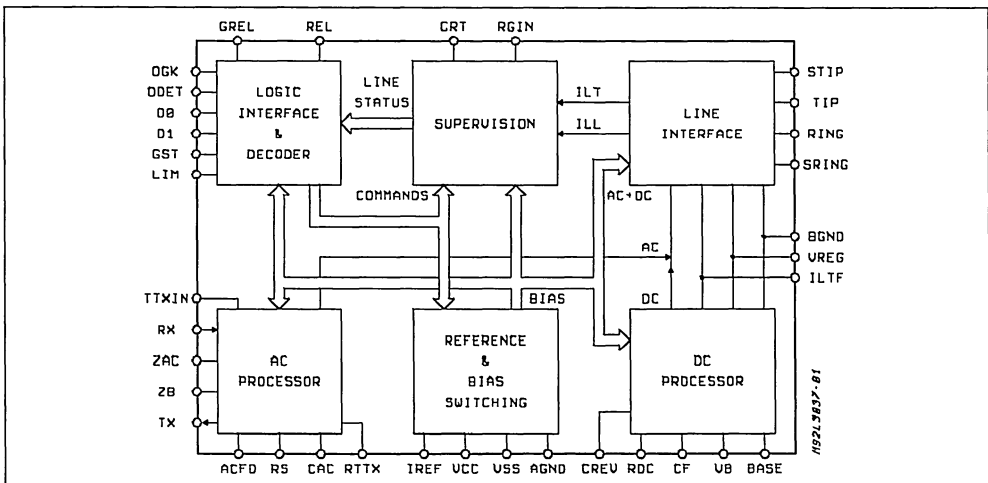 GREL
REL
CRT
RGIN
OGK
DDET
D0
D1
GST
LIM
LOGIC
INTERFACE
&
DECODER
LINE
STATUS
SUPERVISION
ILT
ILL
LINE
INTERFACE
STIP
TIP
RING
SRING
COMMANDS
AC+DC
AC
BGND
VREG
ILTF
BIAS
DC
TTXIN
RX
ZAC
ZB
TX
AC
PROCESSOR
REFERENCE
&
BIAS
SWITCHING
DC
PROCESSOR
ACFD
RS
CAC
RTTX
IREF
VCC
VSS
AGND
CREV
RDC
CF
VB
BASE
M92L3837-01